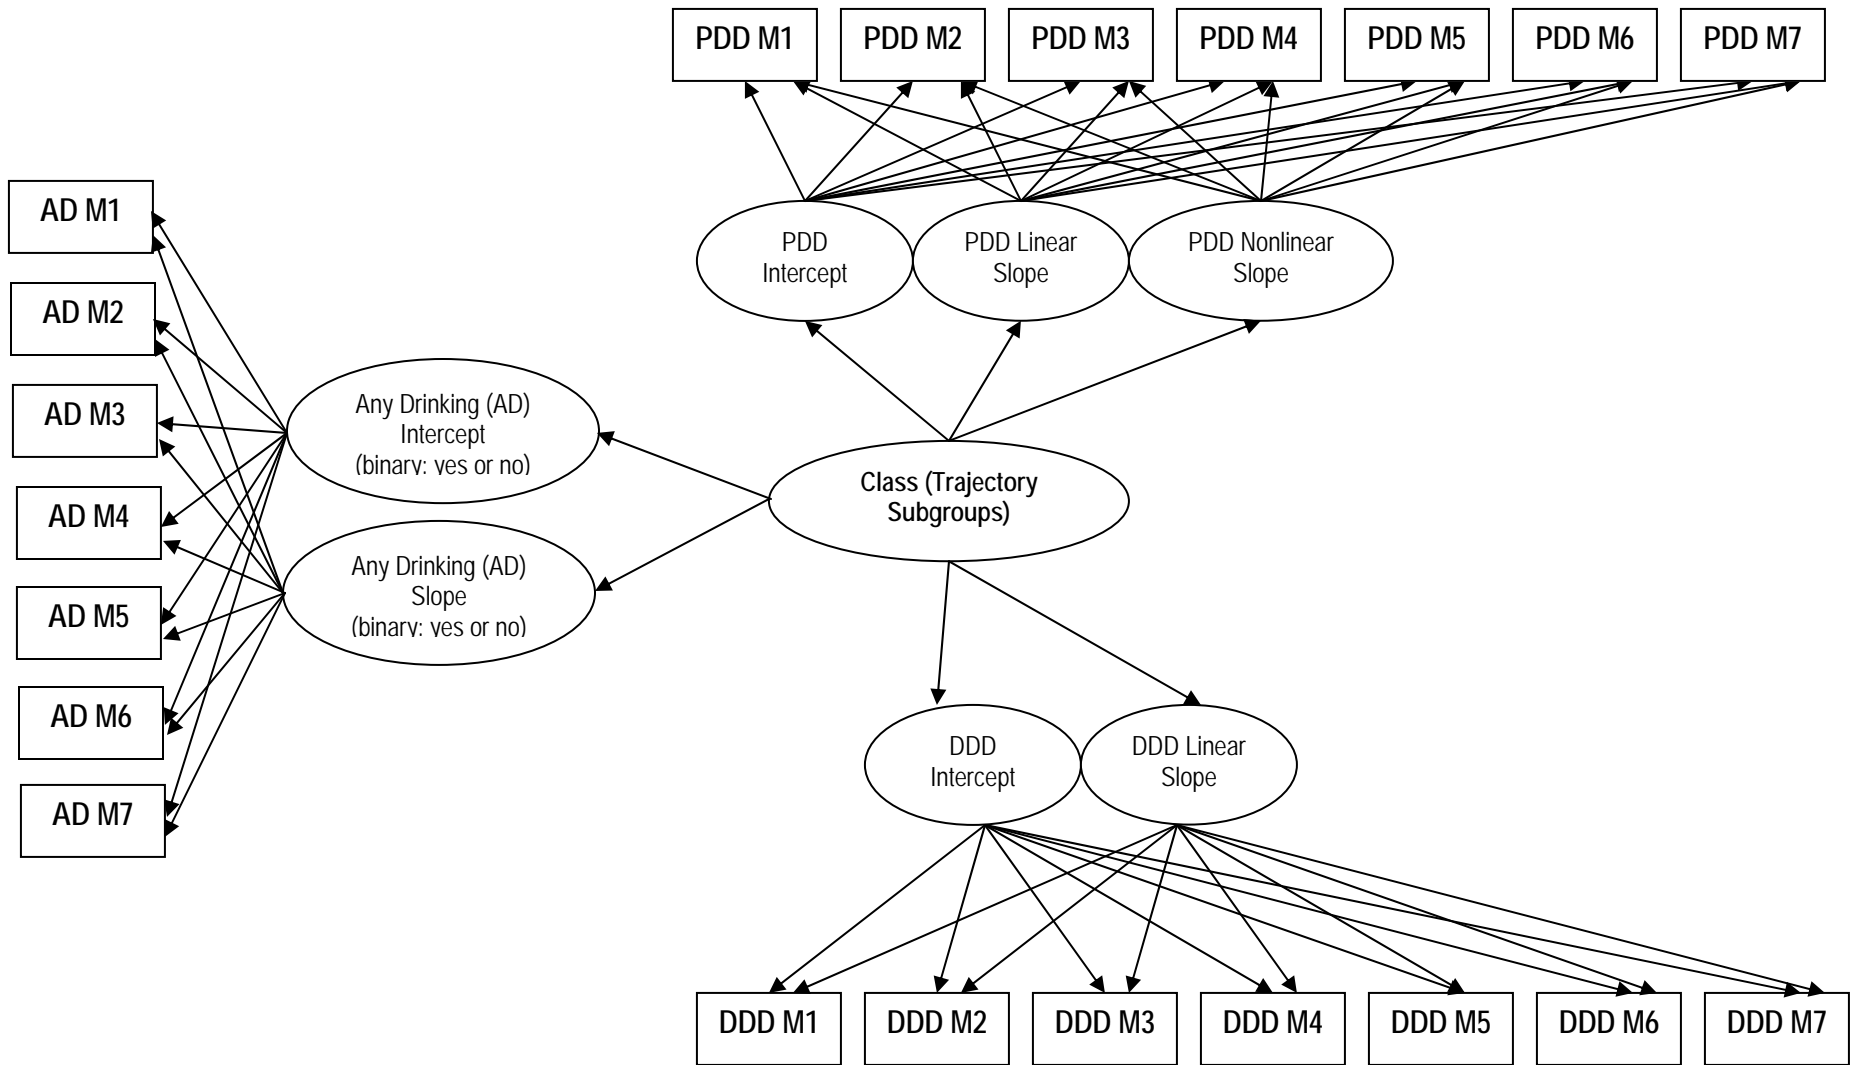 PDD M1
PDD M2
PDD M3
PDD M4
PDD M5
PDD M6
PDD M7
AD M1
AD M2
AD M3
AD M4
AD M5
AD M6
AD M7
PDD
Intercept
PDD Linear
Slope
PDD Nonlinear
Slope
Any Drinking (AD)
Intercept
(binary: yes or no)
Any Drinking (AD)
Slope
(binary: yes or no)
Class (Trajectory
Subgroups)
DDD
Intercept
DDD Linear
Slope
DDD M1
DDD M2
DDD M3
DDD M4
DDD M5
DDD M6
DDD M7